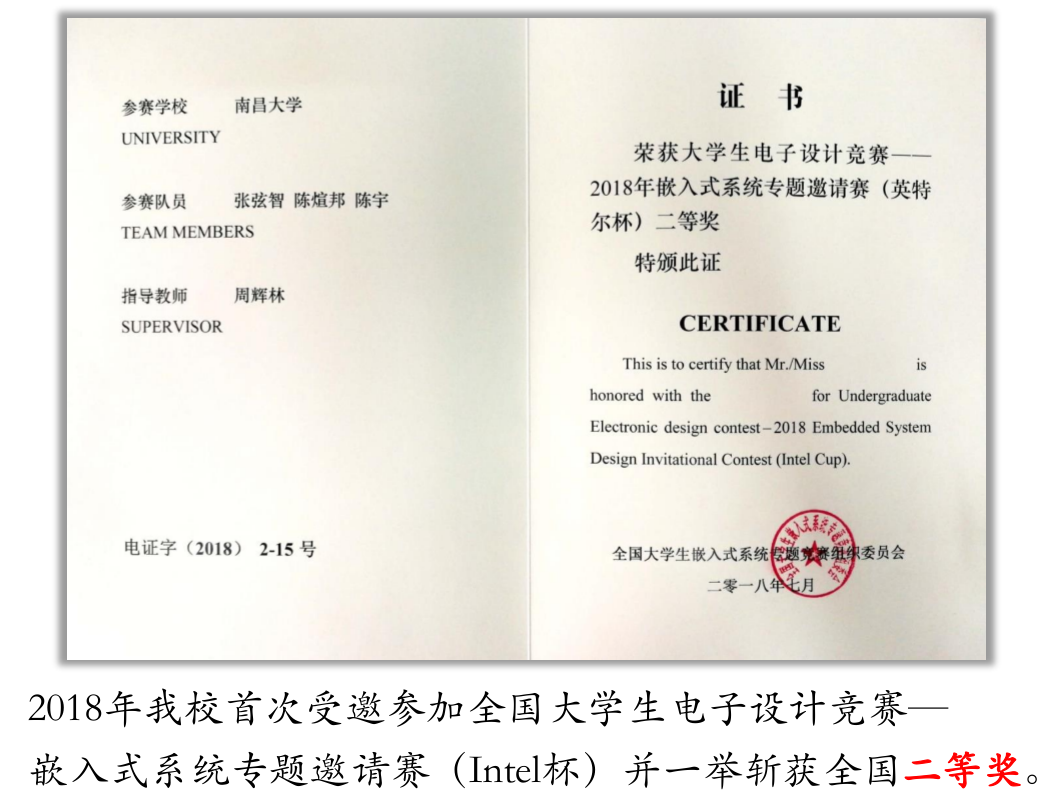 参赛学校 南昌大学
UNIVERSITY
参赛队员 张弦智 陈煊邦 陈宇
TEAM MEMBERS
指导教师 周辉林
SUPERVISOR
电证字（2018） 2-15 号
证 书
荣获大学生电子设计竞赛——
2018年嵌入式系统专题邀请赛（英特
尔杯）二等奖
特颁此证
CERTIFICATE
This is to certify that Mr./Miss is
honored with the for Undergraduate
Electronic design contest–2018 Embedded System
Design Invitational Contest (Intel Cup).
全国大学生嵌入式系统专题竞赛组织委员会
二零一八年七月
2018年我校首次受邀参加全国大学生电子设计竞赛—
嵌入式系统专题邀请赛（Intel杯）并一举斩获全国二等奖。